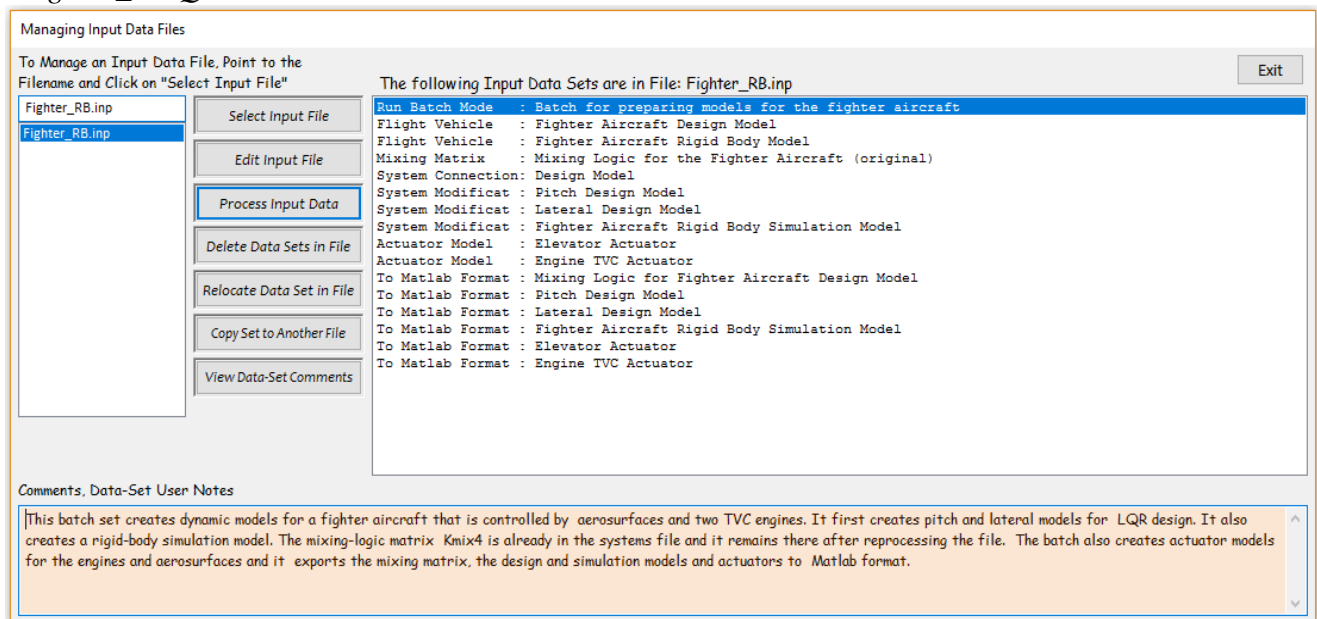 Managing Input Data Files
To Manage an Input Data File, Point to the
Filename and Click on "Select Input File"
The following Input Data Sets are in File: Fighter_RB.inp
Exit
Fighter_RB.inp
Fighter_RB.inp
Select Input File
Edit Input File
Process Input Data
Delete Data Sets in File
Relocate Data Set in File
Copy Set to Another File
View Data-Set Comments
Run Batch Mode : Batch for preparing models for the fighter aircraft
Flight Vehicle : Fighter Aircraft Design Model
Flight Vehicle : Fighter Aircraft Rigid Body Model
Mixing Matrix : Mixing Logic for the Fighter Aircraft (original)
System Connection: Design Model
System Modificat : Pitch Design Model
System Modificat : Lateral Design Model
System Modificat : Fighter Aircraft Rigid Body Simulation Model
Actuator Model : Elevator Actuator
Actuator Model : Engine TVC Actuator
To Matlab Format : Mixing Logic for Fighter Aircraft Design Model
To Matlab Format : Pitch Design Model
To Matlab Format : Lateral Design Model
To Matlab Format : Fighter Aircraft Rigid Body Simulation Model
To Matlab Format : Elevator Actuator
To Matlab Format : Engine TVC Actuator
Comments, Data-Set User Notes
This batch set creates dynamic models for a fighter aircraft that is controlled by aerosurfaces and two TVC engines. It first creates pitch and lateral models for LQR design. It also
creates a rigid-body simulation model. The mixing-logic matrix Kmix4 is already in the systems file and it remains there after reprocessing the file. The batch also creates actuator models
for the engines and aerosurfaces and it exports the mixing matrix, the design and simulation models and actuators to Matlab format.